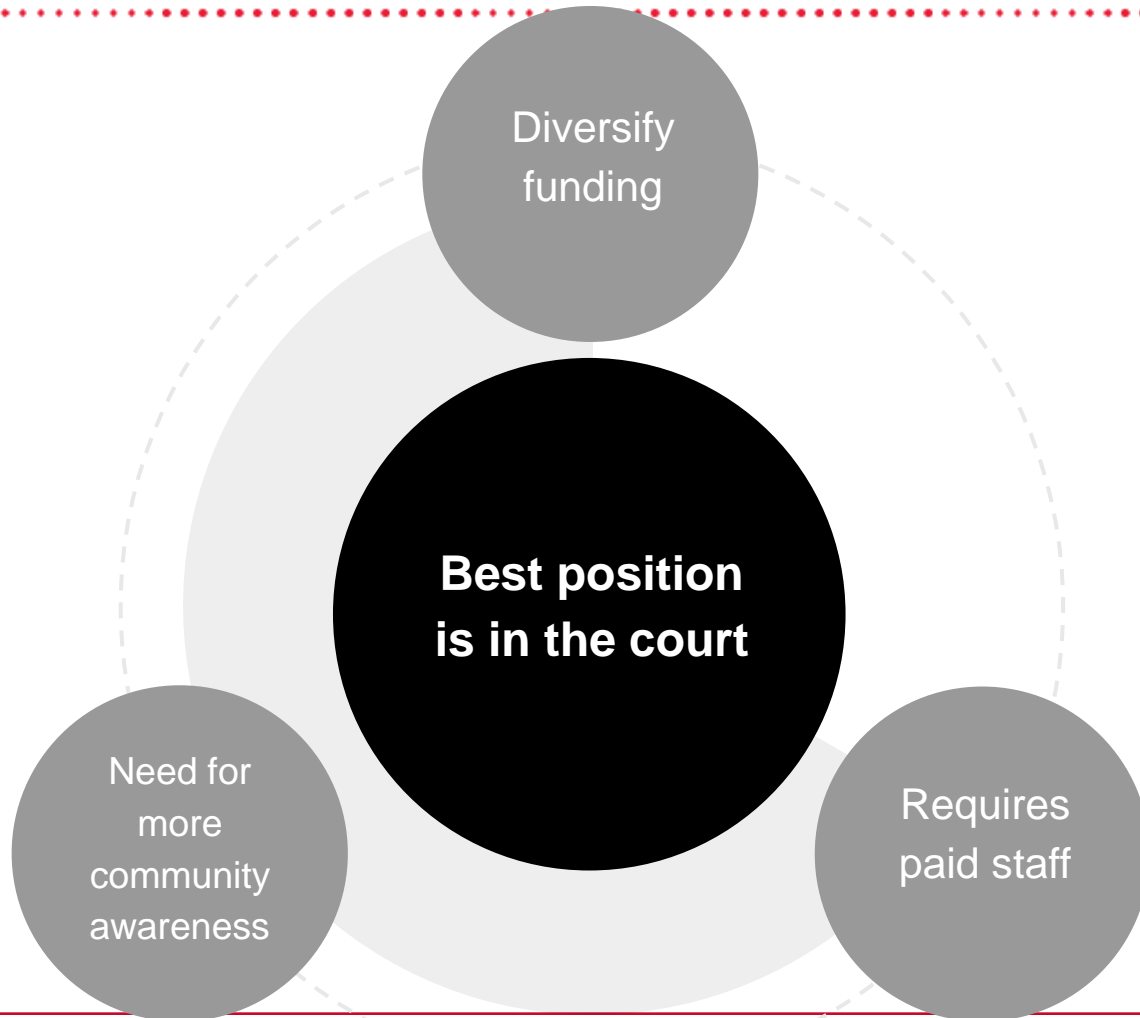 Diversify
funding
Best position
is in the court
Need for
more
community
awareness
Requires
paid staff